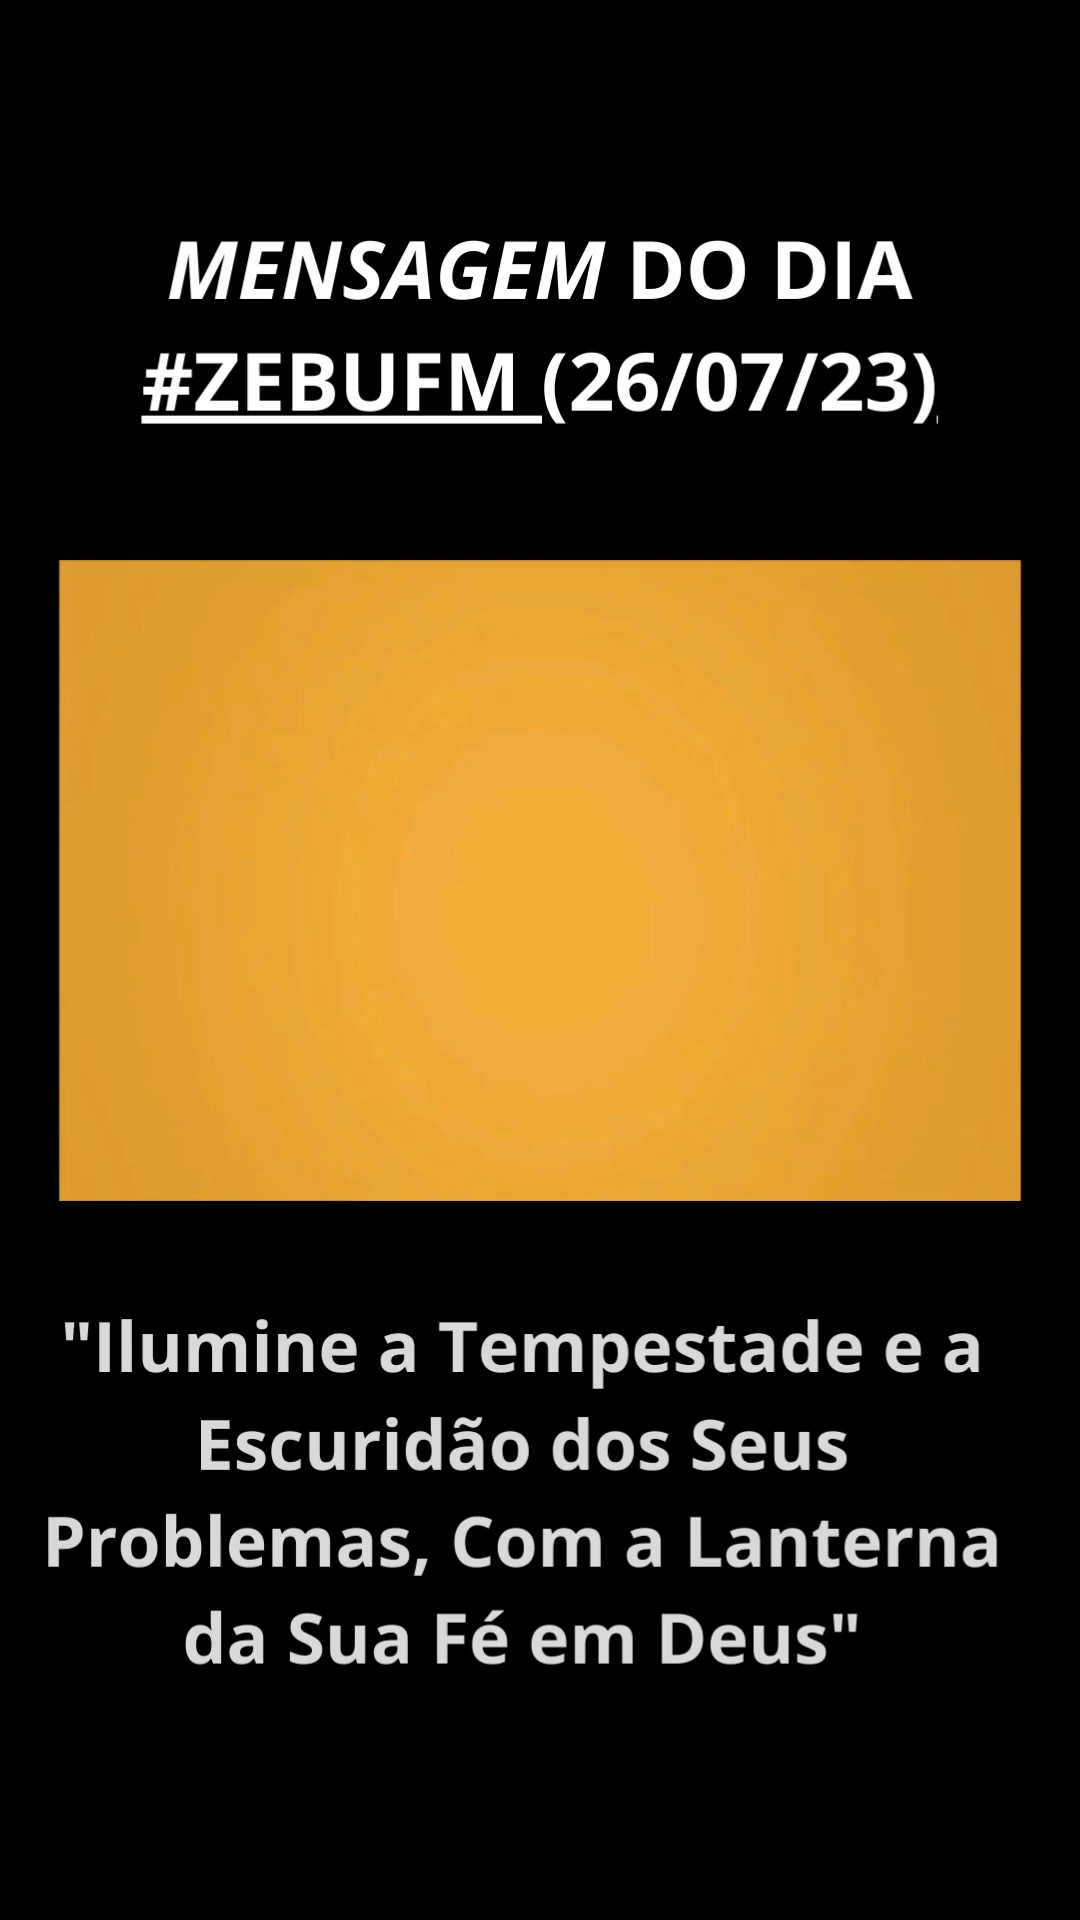 MENSAGEM DO DIA
#ZEBUFM (26/07/23)
"Ilumine a Tempestade e a
Escuridão dos Seus
Problemas, Com a Lanterna
da Sua Fé em Deus"